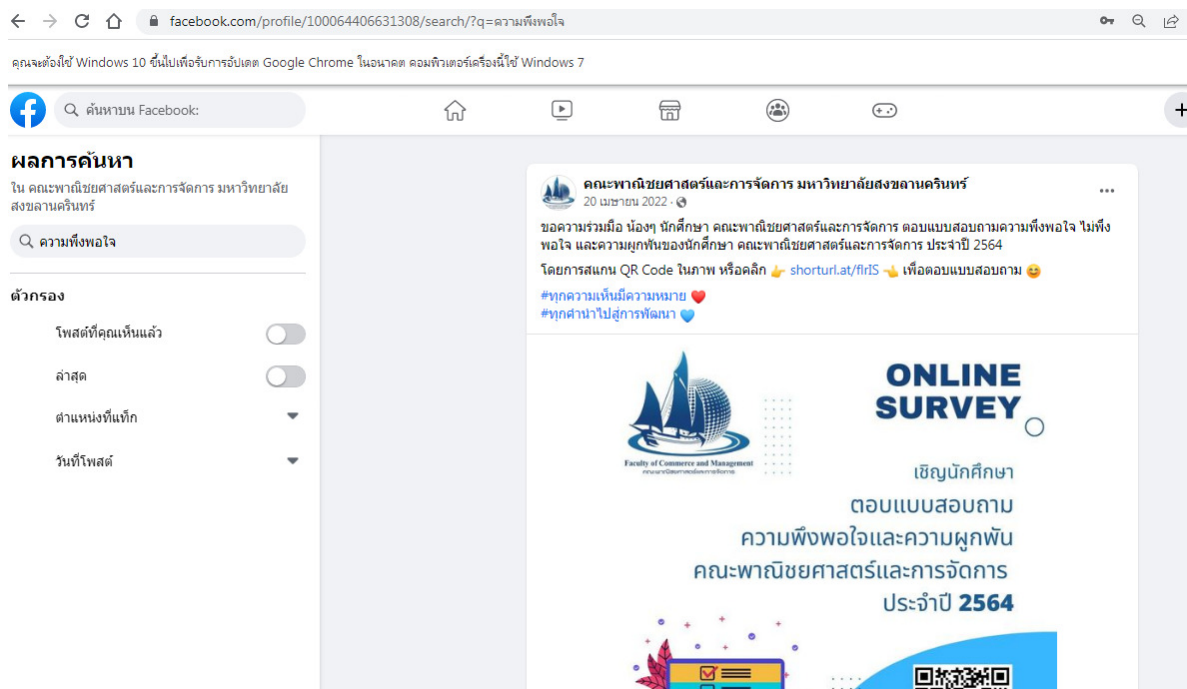 facebook.com/profile/100064406631308/search/?q=ความพึงพอใจ
คุณจะต้องใช้ Windows 10 ขึ้นไปเพื่อรับการอัปเดต Google Chrome ในอนาคต คอมพิวเตอร์เครื่องนี้ใช้ Windows 7
ค้นหาบน Facebook:
ผลการค้นหา
ใน คณะพาณิชยศาสตร์และการจัดการ มหาวิทยาลัย
สงขลานครินทร์
ความพึงพอใจ
ตัวกรอง
โพสต์ที่คุณเห็นแล้ว
ล่าสุด
ตำแหน่งที่แท็ก
วันที่โพสต์
คณะพาณิชยศาสตร์และการจัดการ มหาวิทยาลัยสงขลานครินทร์
20 เมษายน 2022 ·
ขอความร่วมมือ น้องๆ นักศึกษา คณะพาณิชยศาสตร์และการจัดการ ตอบแบบสอบถามความพึงพอใจ ไม่พึง
พอใจ และความผูกพันของนักศึกษา คณะพาณิชยศาสตร์และการจัดการ ประจำปี 2564
โดยการสแกน QR Code ในภาพ หรือคลิก 👉 shorturl.at/flrIS 👈 เพื่อตอบแบบสอบถาม 😊
#ทุกความเห็นมีความหมาย ❤️
#ทุกคำนำไปสู่การพัฒนา 💙
Faculty of Commerce and Management
คณะพาณิชยศาสตร์และการจัดการ
ONLINE
SURVEY
เชิญนักศึกษา
ตอบแบบสอบถาม
ความพึงพอใจและความผูกพัน
คณะพาณิชยศาสตร์และการจัดการ
ประจำปี 2564